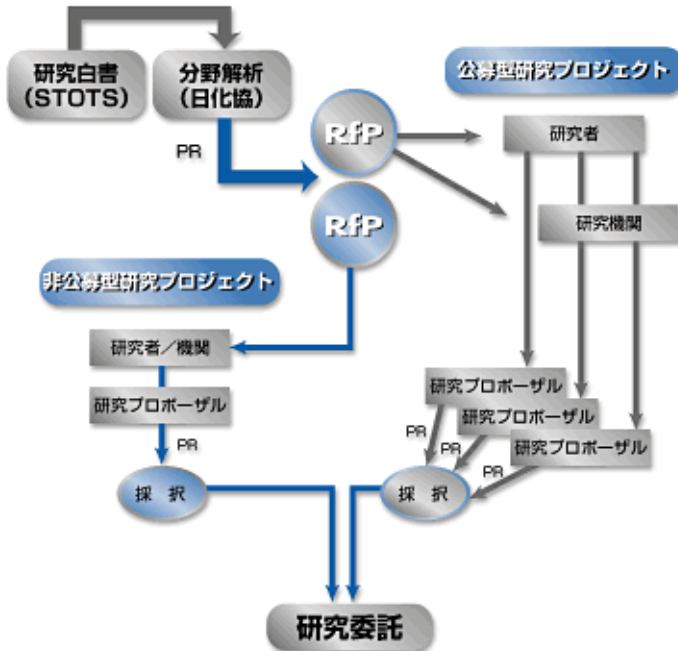 研究白書
(STOTS)
分野解析
(日化協)
公募型研究プロジェクト
PR
RfP
研究者
RfP
研究機関
非公募型研究プロジェクト
研究者/機関
研究プロポーザル
PR
採 択
研究プロポーザル
研究プロポーザル
研究プロポーザル
PR
PR
PR
採 択
研究委託